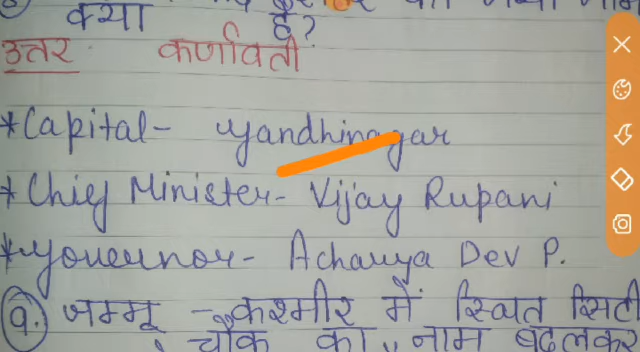 क्या है?
उत्तर कर्णावती
*Capital- Gandhinagar
*Chief Minister- Vijay Rupani
*Governor- Acharya Dev P.
9. जम्मू - कश्मीर में स्थित सिटी
चौक का नाम बदलकर